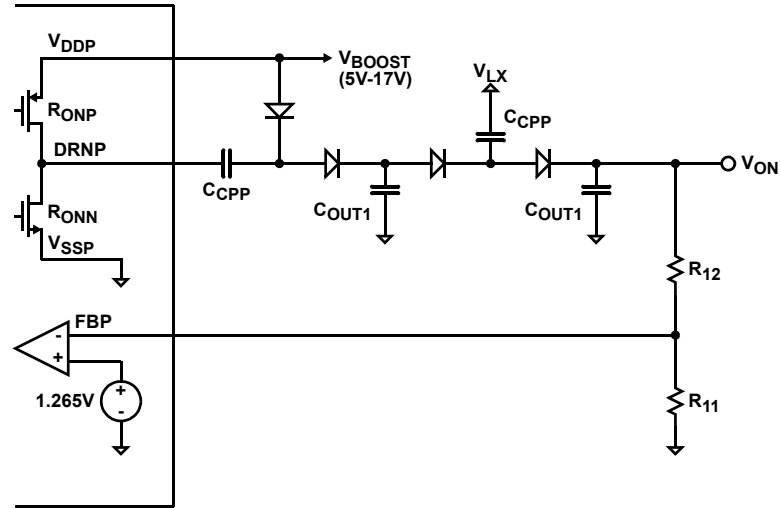 VDDP
VBOOST
(5V-17V)
VLX
RONP
CCPP
DRNP
VON
CCPP
COUT1
COUT1
RONN
VSSP
R12
FBP
-
+
+
-
1.265V
R11